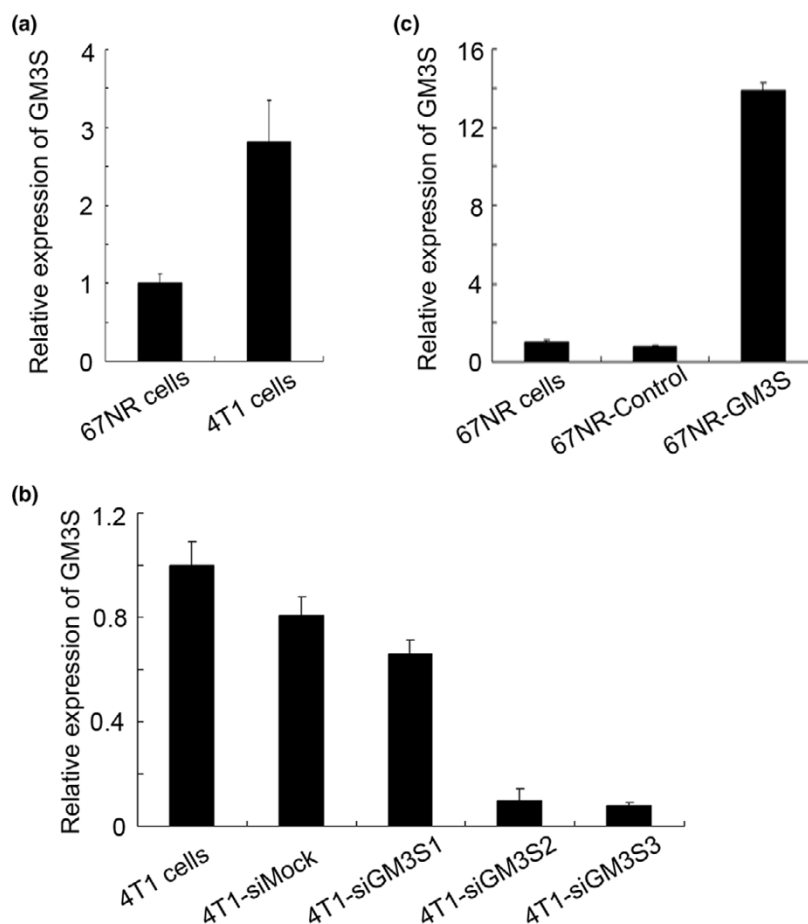 (a)
Relative expression of GM3S
4
3
2
1
0
67NR cells
4T1 cells
(c)
Relative expression of GM3S
16
12
8
4
0
67NR cells
67NR-Control
67NR-GM3S
(b)
Relative expression of GM3S
1.2
0.8
0.4
0
4T1 cells
4T1-siMock
4T1-siGM3S1
4T1-siGM3S2
4T1-siGM3S3